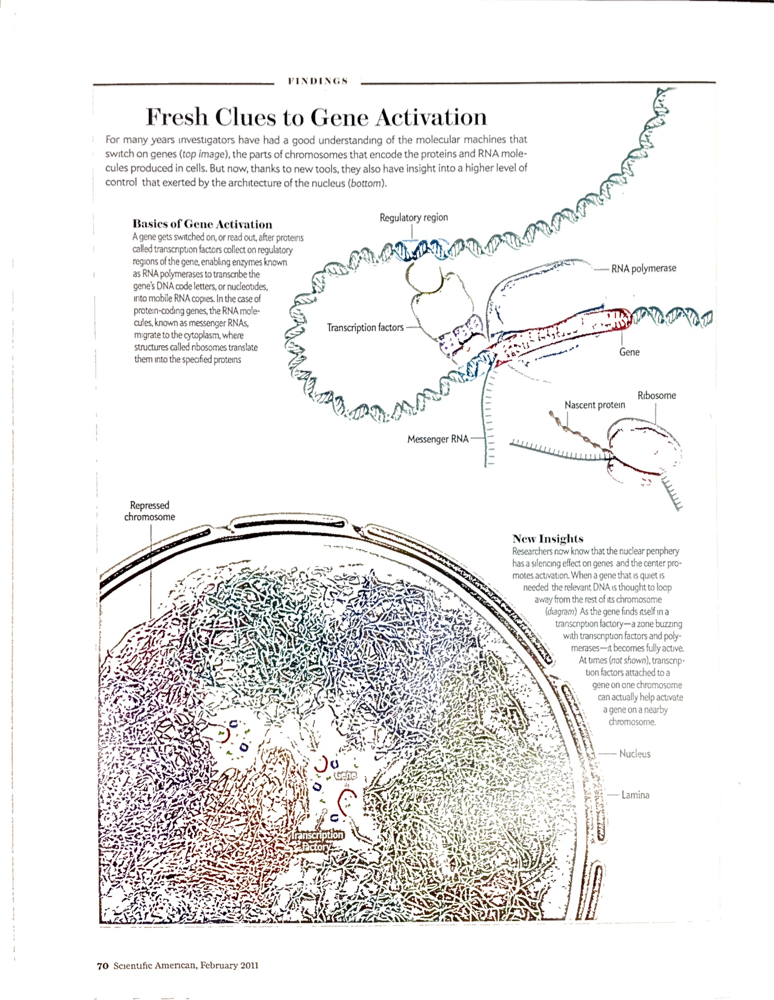 FINDINGS
Fresh Clues to Gene Activation
For many years investigators have had a good understanding of the molecular machines that
switch on genes (top image), the parts of chromosomes that encode the proteins and RNA mole-
cules produced in cells. But now, thanks to new tools, they also have insight into a higher level of
control that exerted by the architecture of the nucleus (bottom).
Basics of Gene Activation
A gene gets switched on, or read out, after proteins
called transcription factors collect on regulatory
regions of the gene, enabling enzymes known
as RNA polymerases to transcribe the
gene's DNA code letters, or nucleotides,
into mobile RNA copies. In the case of
protein-coding genes, the RNA mole-
cules, known as messenger RNAs,
migrate to the cytoplasm, where
structures called ribosomes translate
them into the specified proteins
Regulatory region
RNA polymerase
Transcription factors
Gene
Ribosome
Nascent protein
Messenger RNA
Repressed
chromosome
New Insights
Researchers now know that the nuclear periphery
has a silencing effect on genes and the center pro-
motes activation. When a gene that is quiet is
needed the relevant DNA is thought to loop
away from the rest of its chromosome
(diagram) As the gene finds itself in a
transcription factory—a zone buzzing
with transcription factors and poly-
merases—it becomes fully active.
At times (not shown), transcrip-
tion factors attached to a
gene on one chromosome
can actually help activate
a gene on a nearby
chromosome.
Nucleus
Lamina
Gene
Transcription
factory
70 Scientific American, February 2011